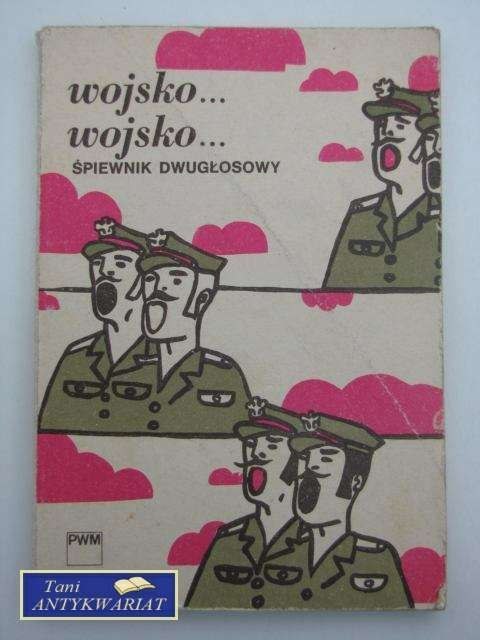 wojsko...
wojsko...
ŚPIEWNIK DWUGŁOSOWY
PWM
Tani
ANTYKWARIAT